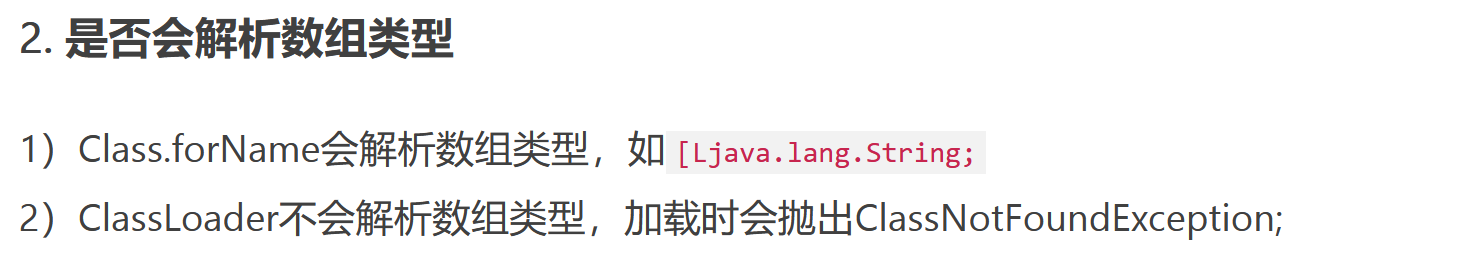 2. 是否会解析数组类型
1）Class.forName会解析数组类型，如[Ljava.lang.String;
2）ClassLoader不会解析数组类型，加载时会抛出ClassNotFoundException;